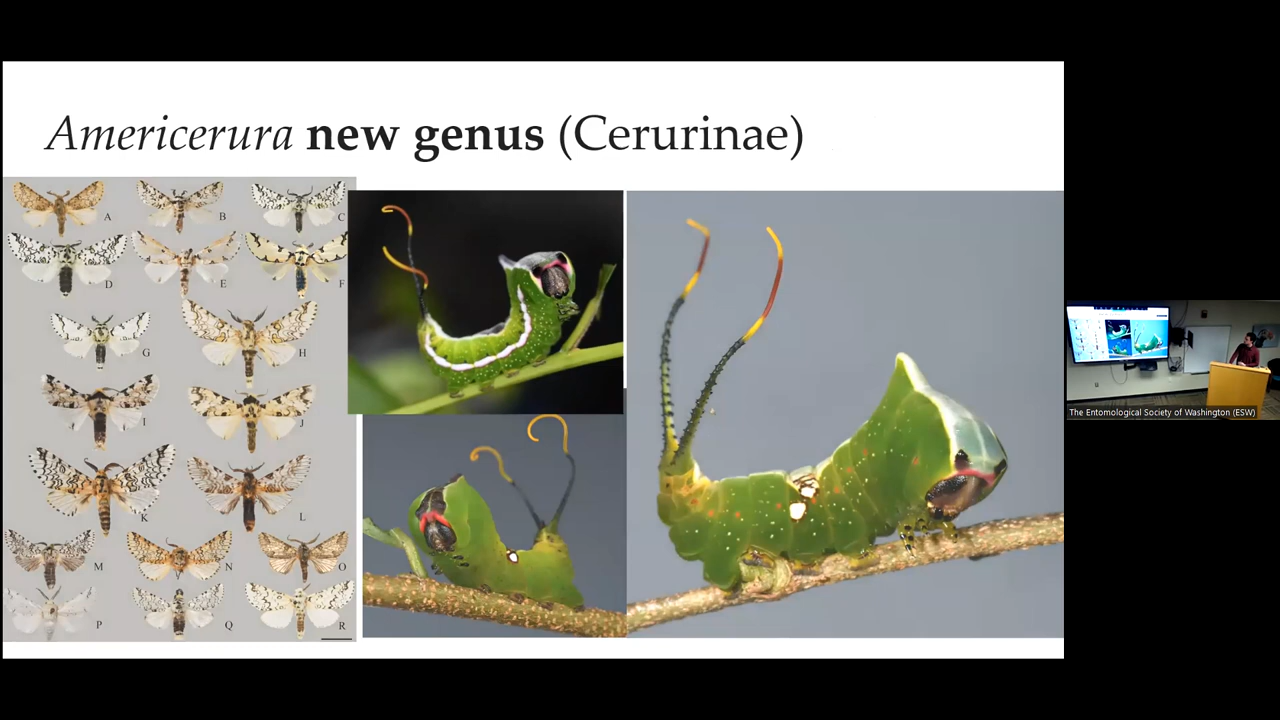 Americerura new genus (Cerurinae)
A B C
D E F
G H
I J
K L
M N O
P Q R
The Entomological Society of Washington (ESW)